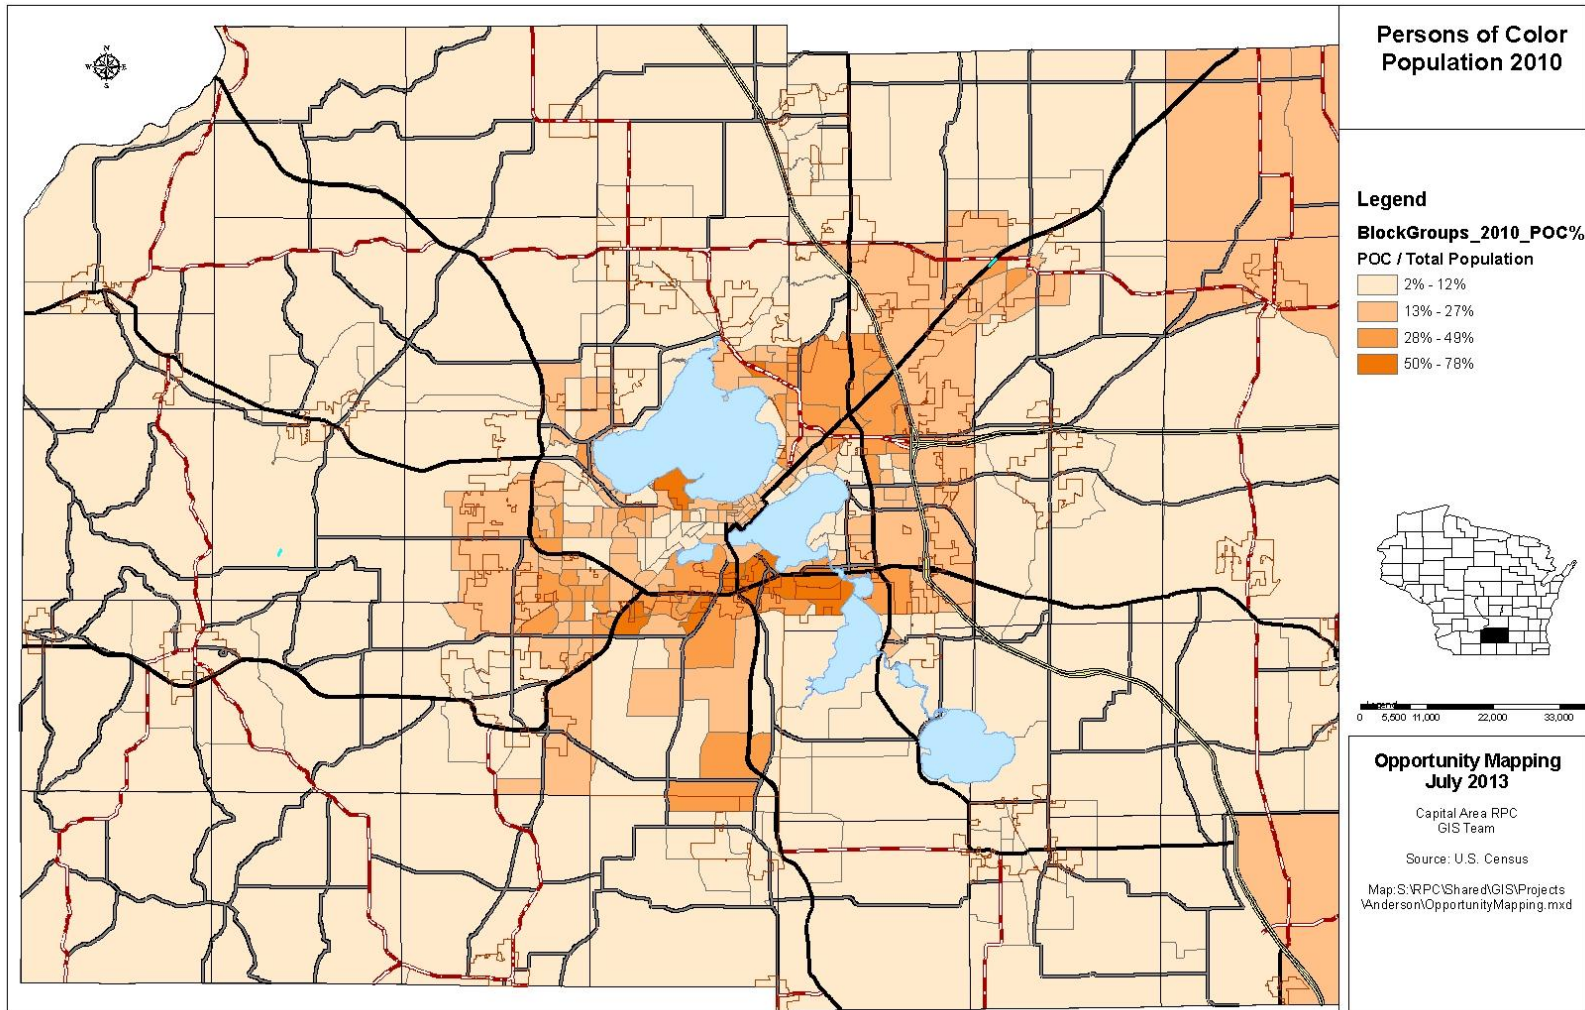 Persons of Color
Population 2010
N
W
E
S
Legend
BlockGroups_2010_POC%
POC / Total Population
2% - 12%
13% - 27%
28% - 49%
50% - 78%
Legend
0 5,500 11,000 22,000 33,000
Opportunity Mapping
July 2013
Capital Area RPC
GIS Team
Source: U.S. Census
Map:S:\RPC\Shared\GIS\Projects
\Anderson\OpportunityMapping.mxd